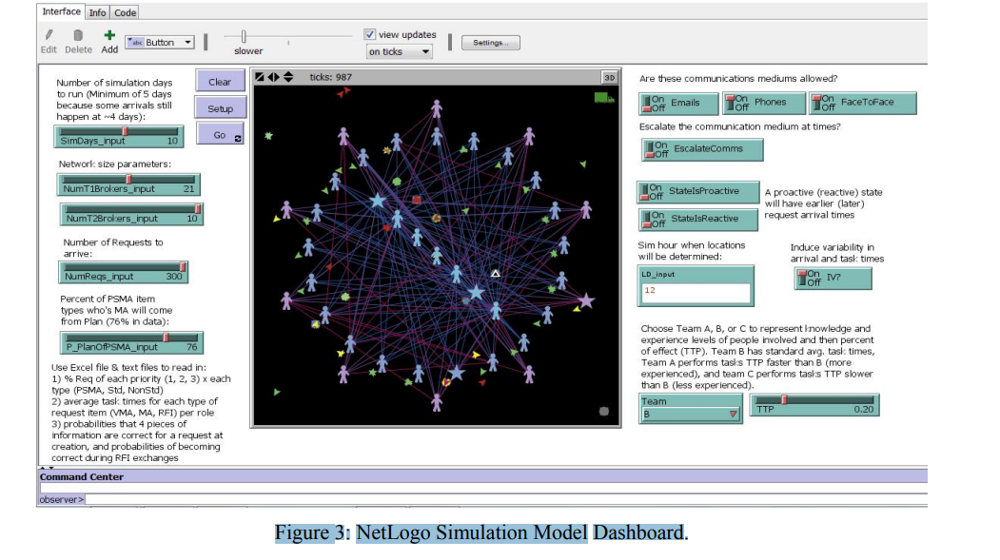 Interface Info Code
Edit Delete Add abc Button slower view updates on ticks Settings...
Number of simulation days
to run (Minimum of 5 days
because some arrivals still
happen at ~4 days):
SimDays_input 10
Clear
Setup
Go
Network size parameters:
NumT1Brokers_input 21
NumT2Brokers_input 10
Number of Requests to
arrive:
NumReqs_input 300
Percent of PSMA item
types who's MA will come
from Plan (76% in data):
P_PlanOfPSMA_input 76
Use Excel file & text files to read in:
1) % Req of each priority (1, 2, 3) x each
type (PSMA, Std, NonStd)
2) average task times for each type of
request item (VMA, MA, RFI) per role
3) probabilities that 4 pieces of
information are correct for a request at
creation, and probabilities of becoming
correct during RFI exchanges
ticks: 987
3D
Are these communications mediums allowed?
On Off Emails On Off Phones On Off FaceToFace
Escalate the communication medium at times?
On Off EscalateComms
On Off StateIsProactive
On Off StateIsReactive
A proactive (reactive) state
will have earlier (later)
request arrival times
Sim hour when locations
will be determined:
LD_input
12
Induce variability in
arrival and task times
On Off IV?
Choose Team A, B, or C to represent knowledge and
experience levels of people involved and then percent
of effect (TTP). Team B has standard avg. task times,
Team A performs tasks TTP faster than B (more
experienced), and team C performs tasks TTP slower
than B (less experienced).
Team
B
TTP 0.20
Command Center
observer>
Figure 3: NetLogo Simulation Model Dashboard.